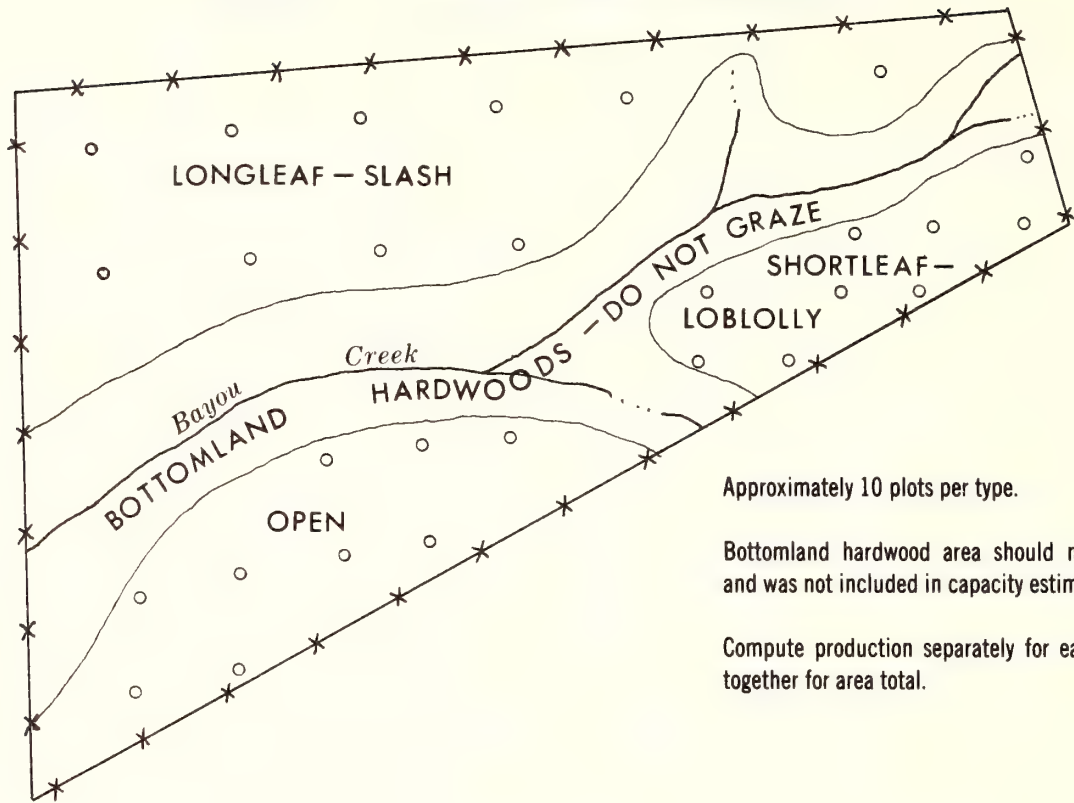 LONGLEAF – SLASH
BOTTOMLAND HARDWOODS – DO NOT GRAZE
Bayou Creek
SHORTLEAF –
LOBLOLLY
OPEN
Approximately 10 plots per type.
Bottomland hardwood area should
and was not included in capacity
Compute production separately for
together for area total.